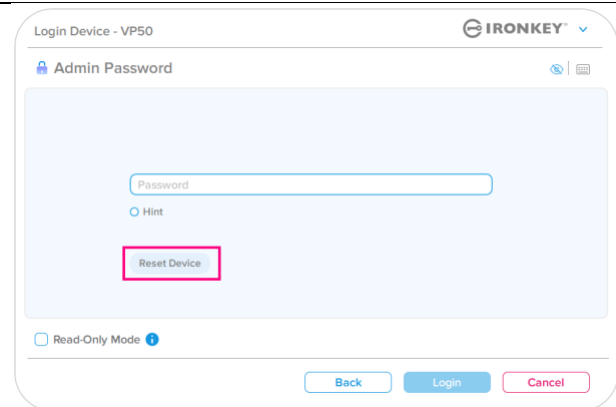 Login Device - VP50
IRONKEY
Admin Password
Password
Hint
Reset Device
Read-Only Mode
Back
Login
Cancel